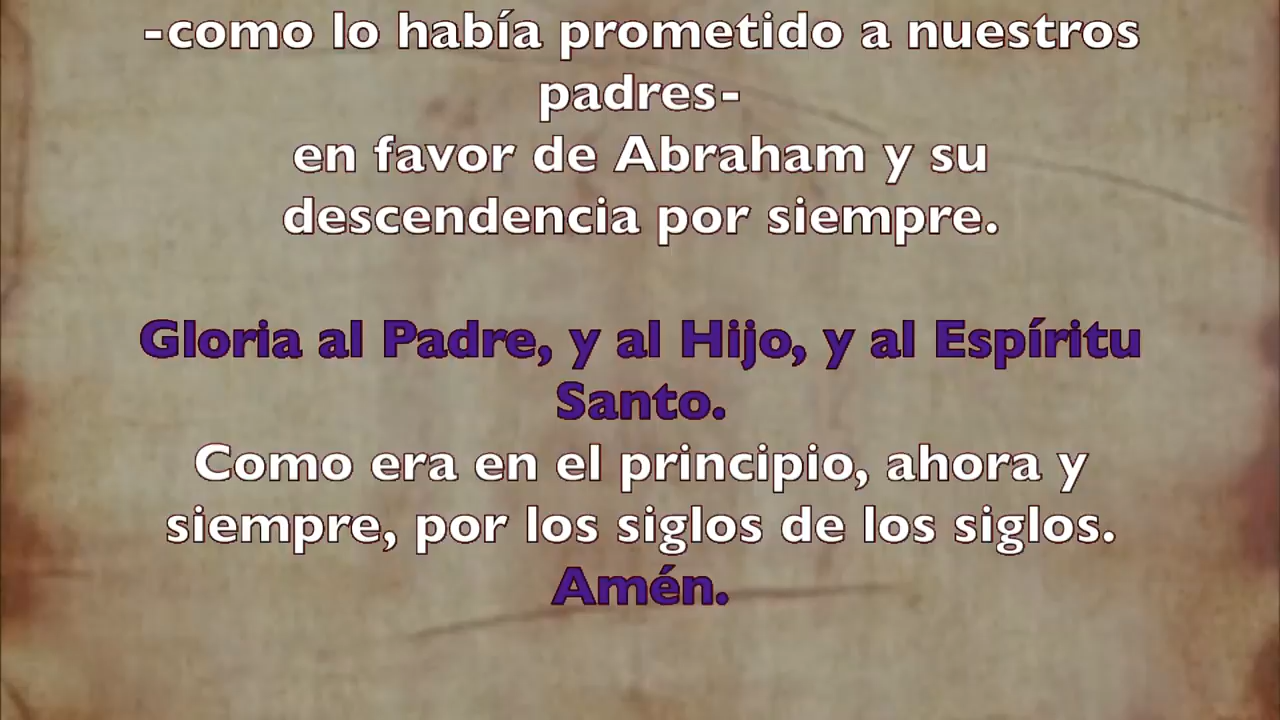 -como lo había prometido a nuestros
padres-
en favor de Abraham y su
descendencia por siempre.
Gloria al Padre, y al Hijo, y al Espíritu
Santo.
Como era en el principio, ahora y
siempre, por los siglos de los siglos.
Amén.